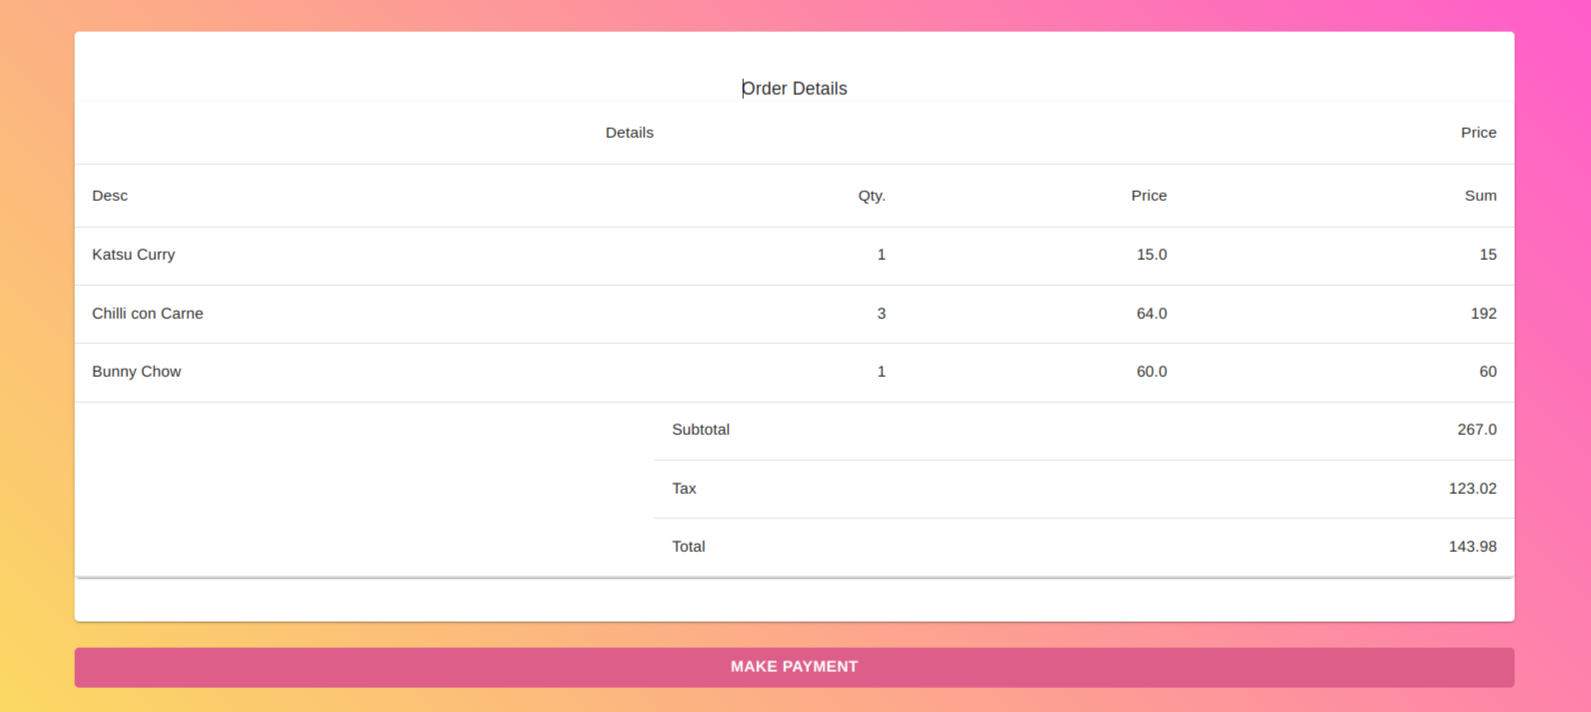 Order Details
Details Price
Desc Qty. Price Sum
Katsu Curry 1 15.0 15
Chilli con Carne 3 64.0 192
Bunny Chow 1 60.0 60
Subtotal 267.0
Tax 123.02
Total 143.98
MAKE PAYMENT